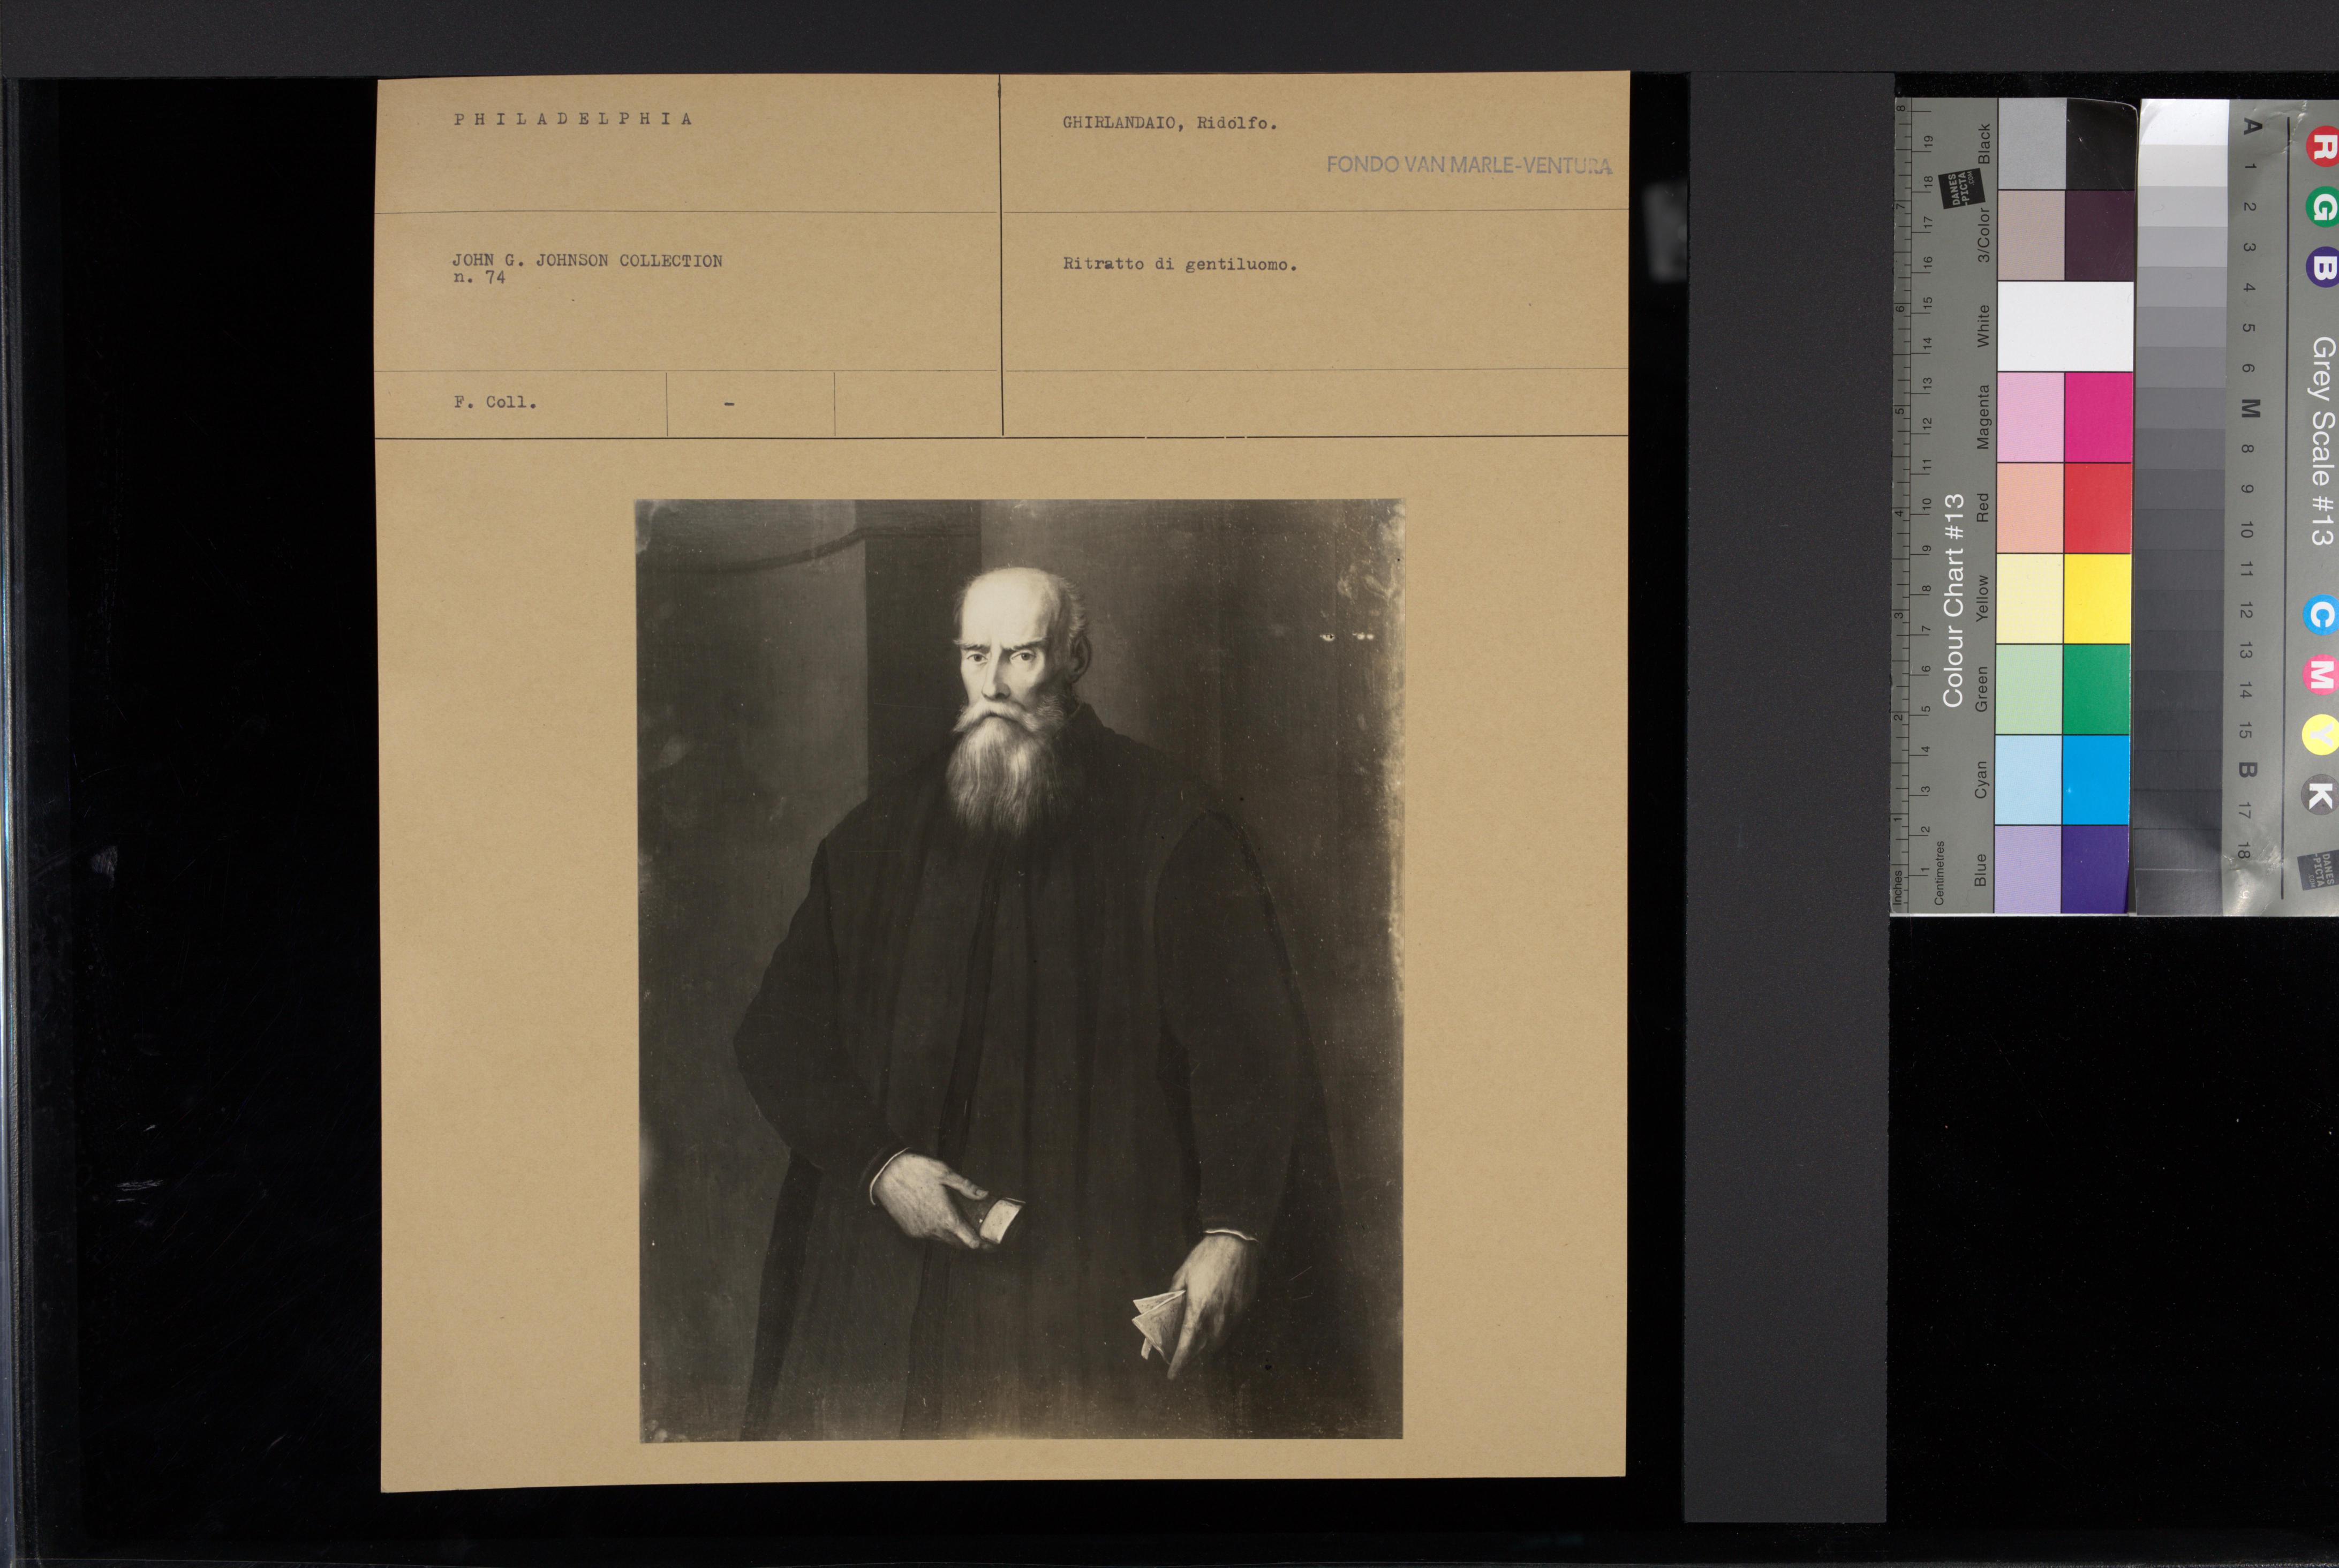 PHILADELPHIA
GHIRLANDAIO, Ridolfo.
FONDO VAN MARLE-VENTURA
JOHN G. JOHNSON COLLECTION
n. 74
Ritratto di gentiluomo.
F. Coll.
-
Colour Chart #13
Blue Cyan Green Yellow Red Magenta White 3/Color Black
Inches 1 2 3 4 5 6 7 8
Centimetres 1 2 3 4 5 6 7 8 9 10 11 12 13 14 15 16 17 18 19
DANES
-PICTA
.COM
A 1 2 3 4 5 6 M 8 9 10 11 12 13 14 15 B 17 18
R G B
Grey Scale #13
C M Y K
DANES
-PICTA
.COM